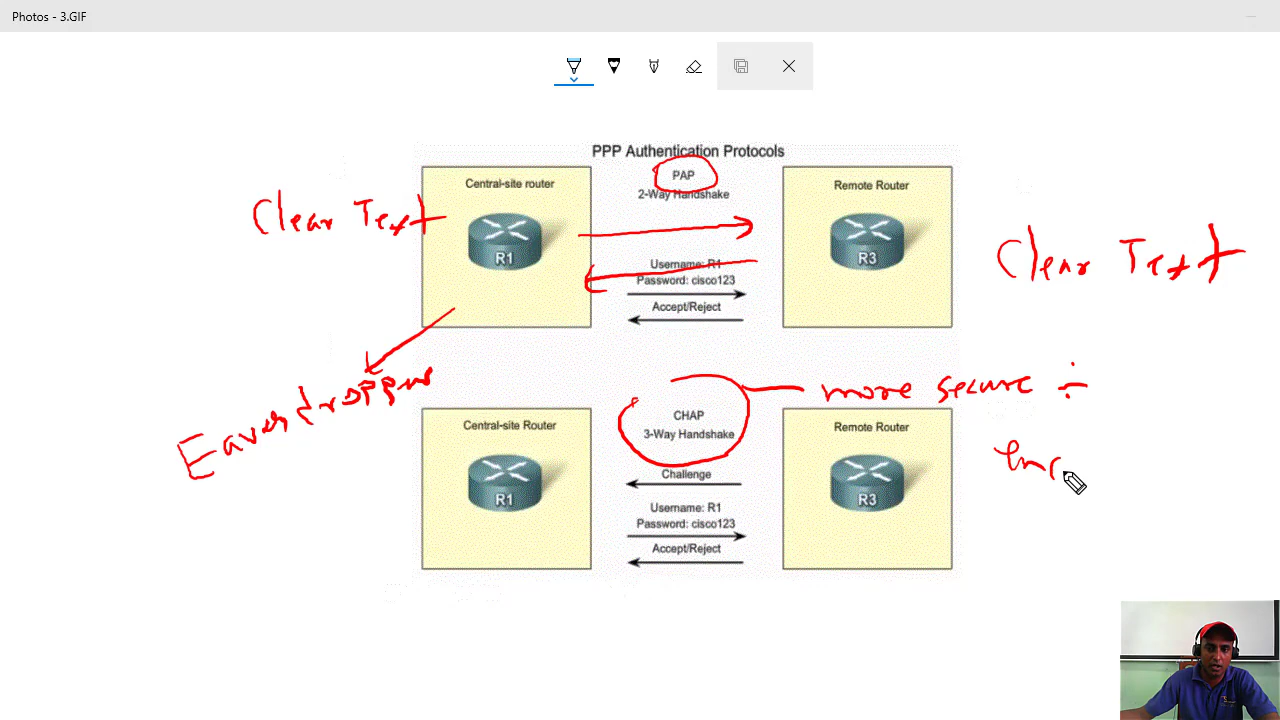 Photos - 3.GIF
PPP Authentication Protocols
Central-site router
PAP
2-Way Handshake
Remote Router
Clear Text
R1
R3
Clear Text
Username: R1
Password: cisco123
Accept/Reject
Eavesdroppers
more secure ÷
Central-site Router
CHAP
3-Way Handshake
Remote Router
Enc
Challenge
R1
R3
Username: R1
Password: cisco123
Accept/Reject